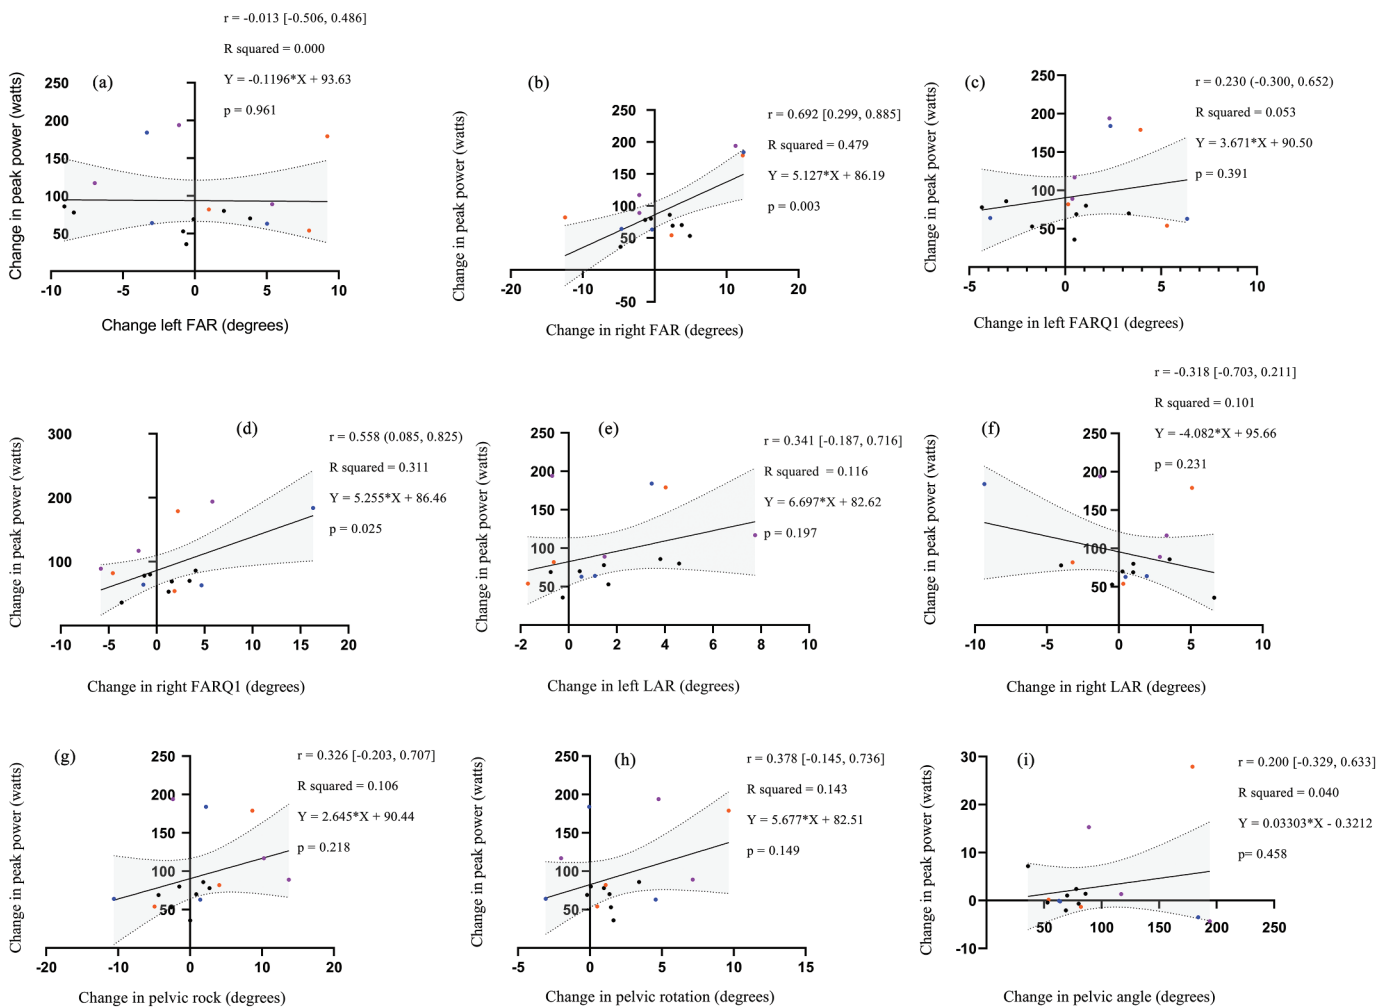 r = -0.013 [-0.506, 0.486]
R squared = 0.000
Y = -0.1196*X + 93.63
p = 0.961
(a)
Change in peak power (watts)
250
200
150
100
50
-10
-5
0
5
10
Change left FAR (degrees)
(b)
r = 0.692 [0.299, 0.885]
R squared = 0.479
Y = 5.127*X + 86.19
p = 0.003
Change in peak power (watts)
250
200
150
100
50
-50
-20
-10
0
10
20
Change in right FAR (degrees)
(c)
r = 0.230 (-0.300, 0.652)
R squared = 0.053
Y = 3.671*X + 90.50
p = 0.391
Change in peak power (watts)
250
200
150
100
50
-5
0
5
10
Change in left FARQ1 (degrees)
(d)
r = 0.558 (0.085, 0.825)
R squared = 0.311
Y = 5.255*X + 86.46
p = 0.025
Change in peak power (watts)
300
200
100
-10
-5
0
5
10
15
20
Change in right FARQ1 (degrees)
(e)
r = 0.341 [-0.187, 0.716]
R squared = 0.116
Y = 6.697*X + 82.62
p = 0.197
Change in peak power (watts)
250
200
150
100
50
-2
0
2
4
6
8
10
Change in left LAR (degrees)
r = -0.318 [-0.703, 0.211]
R squared = 0.101
Y = -4.082*X + 95.66
p = 0.231
(f)
Change in peak power (watts)
250
200
150
100
50
-10
-5
0
5
10
Change in right LAR (degrees)
(g)
r = 0.326 [-0.203, 0.707]
R squared = 0.106
Y = 2.645*X + 90.44
p = 0.218
Change in peak power (watts)
250
200
150
100
50
-20
-10
0
10
20
Change in pelvic rock (degrees)
(h)
r = 0.378 [-0.145, 0.736]
R squared = 0.143
Y = 5.677*X + 82.51
p = 0.149
Change in peak power (watts)
250
200
150
100
50
-5
0
5
10
15
Change in pelvic rotation (degrees)
(i)
r = 0.200 [-0.329, 0.633]
R squared = 0.040
Y = 0.03303*X - 0.3212
p= 0.458
Change in peak power (watts)
30
20
10
0
-10
50
100
150
200
250
Change in pelvic angle (degrees)